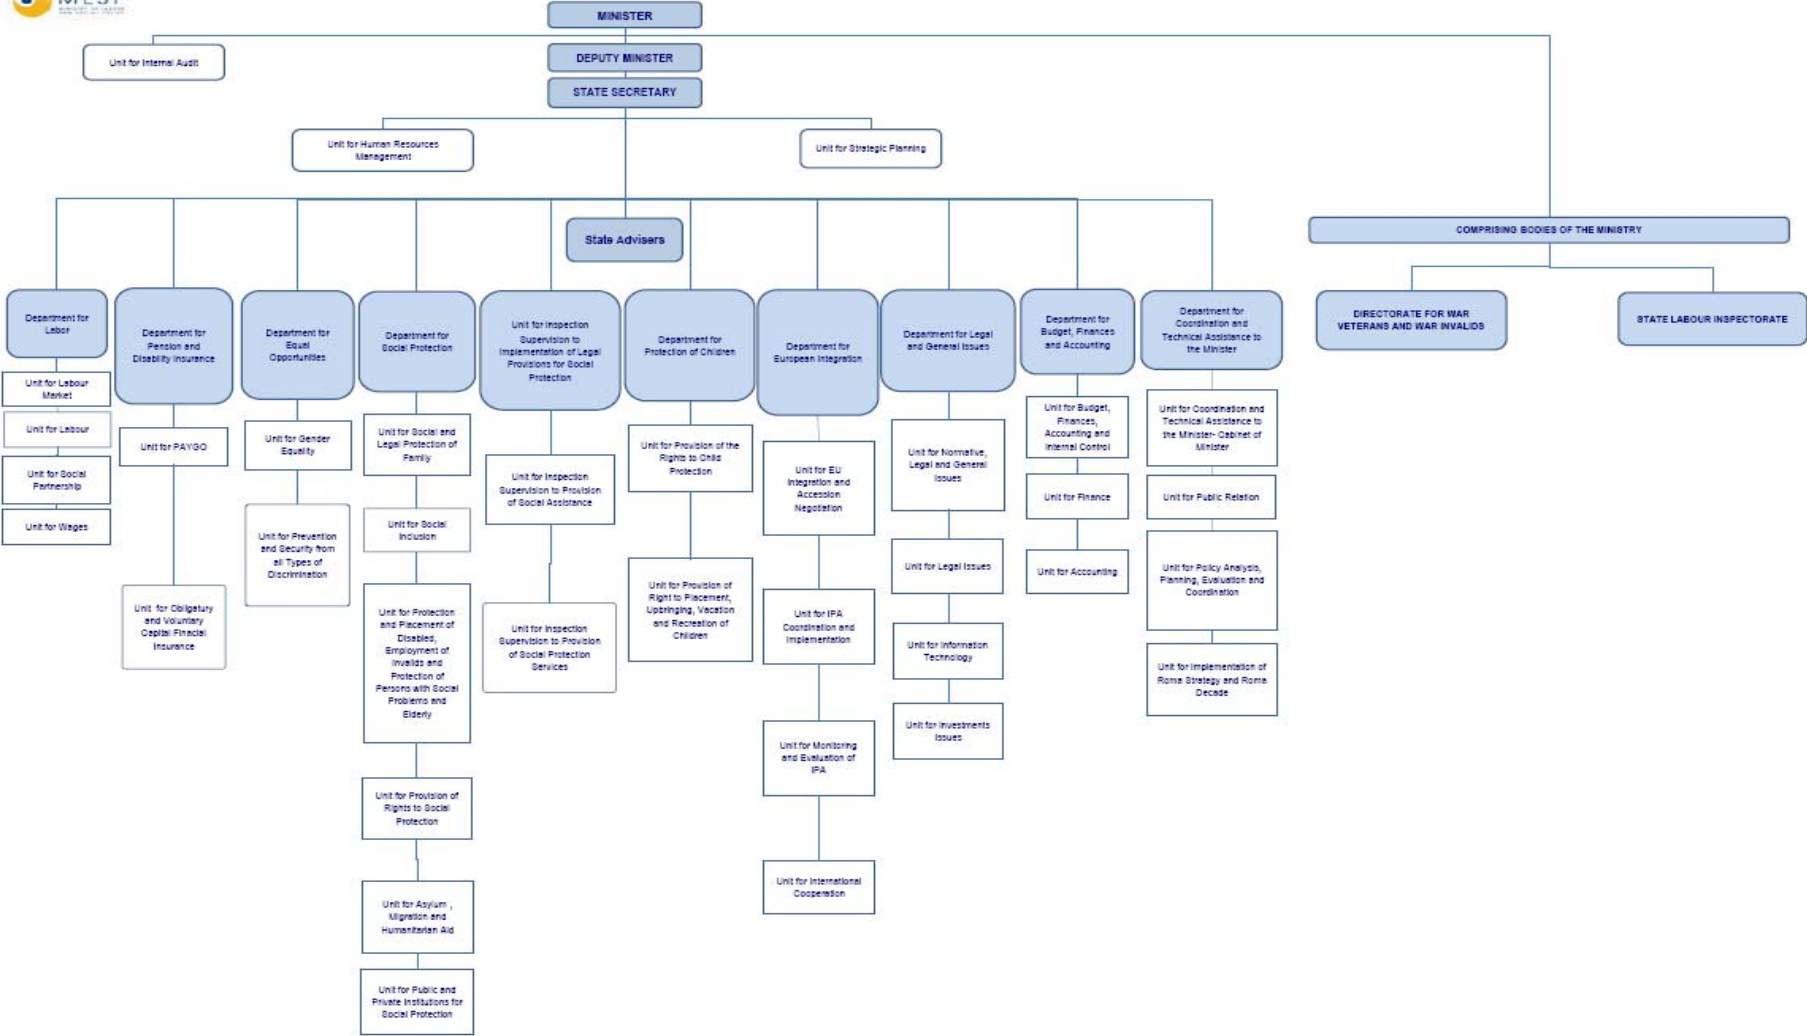 MINISTRY OF LABOR
AND SOCIAL POLICY
MINISTER
Unit for Internal Audit
DEPUTY MINISTER
STATE SECRETARY
Unit for Human Resources
Management
Unit for Strategic Planning
State Advisers
COMPRISING BODIES OF THE MINISTRY
DIRECTORATE FOR WAR
VETERANS AND WAR INVALIDS
STATE LABOUR INSPECTORATE
Department for
Labor
Unit for Labour
Market
Unit for Labour
Unit for Social
Partnership
Unit for Wages
Department for
Pension and
Disability Insurance
Unit for PAYGO
Unit for Obligatury
and Voluntary
Capital Finacial
Insurance
Department for
Equal
Opportunities
Unit for Gender
Equality
Unit for Prevention
and Security from
all Types of
Discrimination
Department for
Social Protection
Unit for Social and
Legal Protection of
Family
Unit for Social
Inclusion
Unit for Protection
and Placement of
Disabled,
Employment of
Invalids and
Protection of
Persons with Social
Problems and
Elderly
Unit for Provision of
Rights to Social
Protection
Unit for Asylum ,
Migration and
Humanitarian Aid
Unit for Public and
Private Institutions for
Social Protection
Unit for Inspection
Supervision to
Implementation of Legal
Provisions for Social
Protection
Unit for Inspection
Supervision to Provision
of Social Assistance
Unit for Inspection
Supervision to Provision
of Social Protection
Services
Department for
Protection of Children
Unit for Provision of the
Rights to Child
Protection
Unit for Provision of
Right to Placement,
Upbringing, Vacation
and Recreation of
Children
Department for
European Integration
Unit for EU
Integration and
Accession
Negotiation
Unit for IPA
Coordination and
Implementation
Unit for Monitoring
and Evaluation of
IPA
Unit for International
Cooperation
Department for Legal
and General Issues
Unit for Normative,
Legal and General
Issues
Unit for Legal Issues
Unit for Information
Technology
Unit for Investments
Issues
Department for
Budget, Finances
and Accounting
Unit for Budget,
Finances,
Accounting and
Internal Control
Unit for Finance
Unit for Accounting
Department for
Coordination and
Technical Assistance to
the Minister
Unit for Coordination and
Technical Assistance to
the Minister- Cabinet of
Minister
Unit for Public Relation
Unit for Policy Analysis,
Planning, Evaluation and
Coordination
Unit for Implementation of
Roma Strategy and Roma
Decade